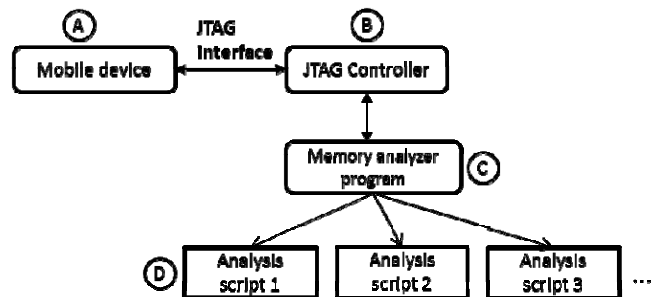 A
JTAG
Interface
B
Mobile device
JTAG Controller
Memory analyzer
program
C
D
Analysis
script 1
Analysis
script 2
Analysis
script 3
...